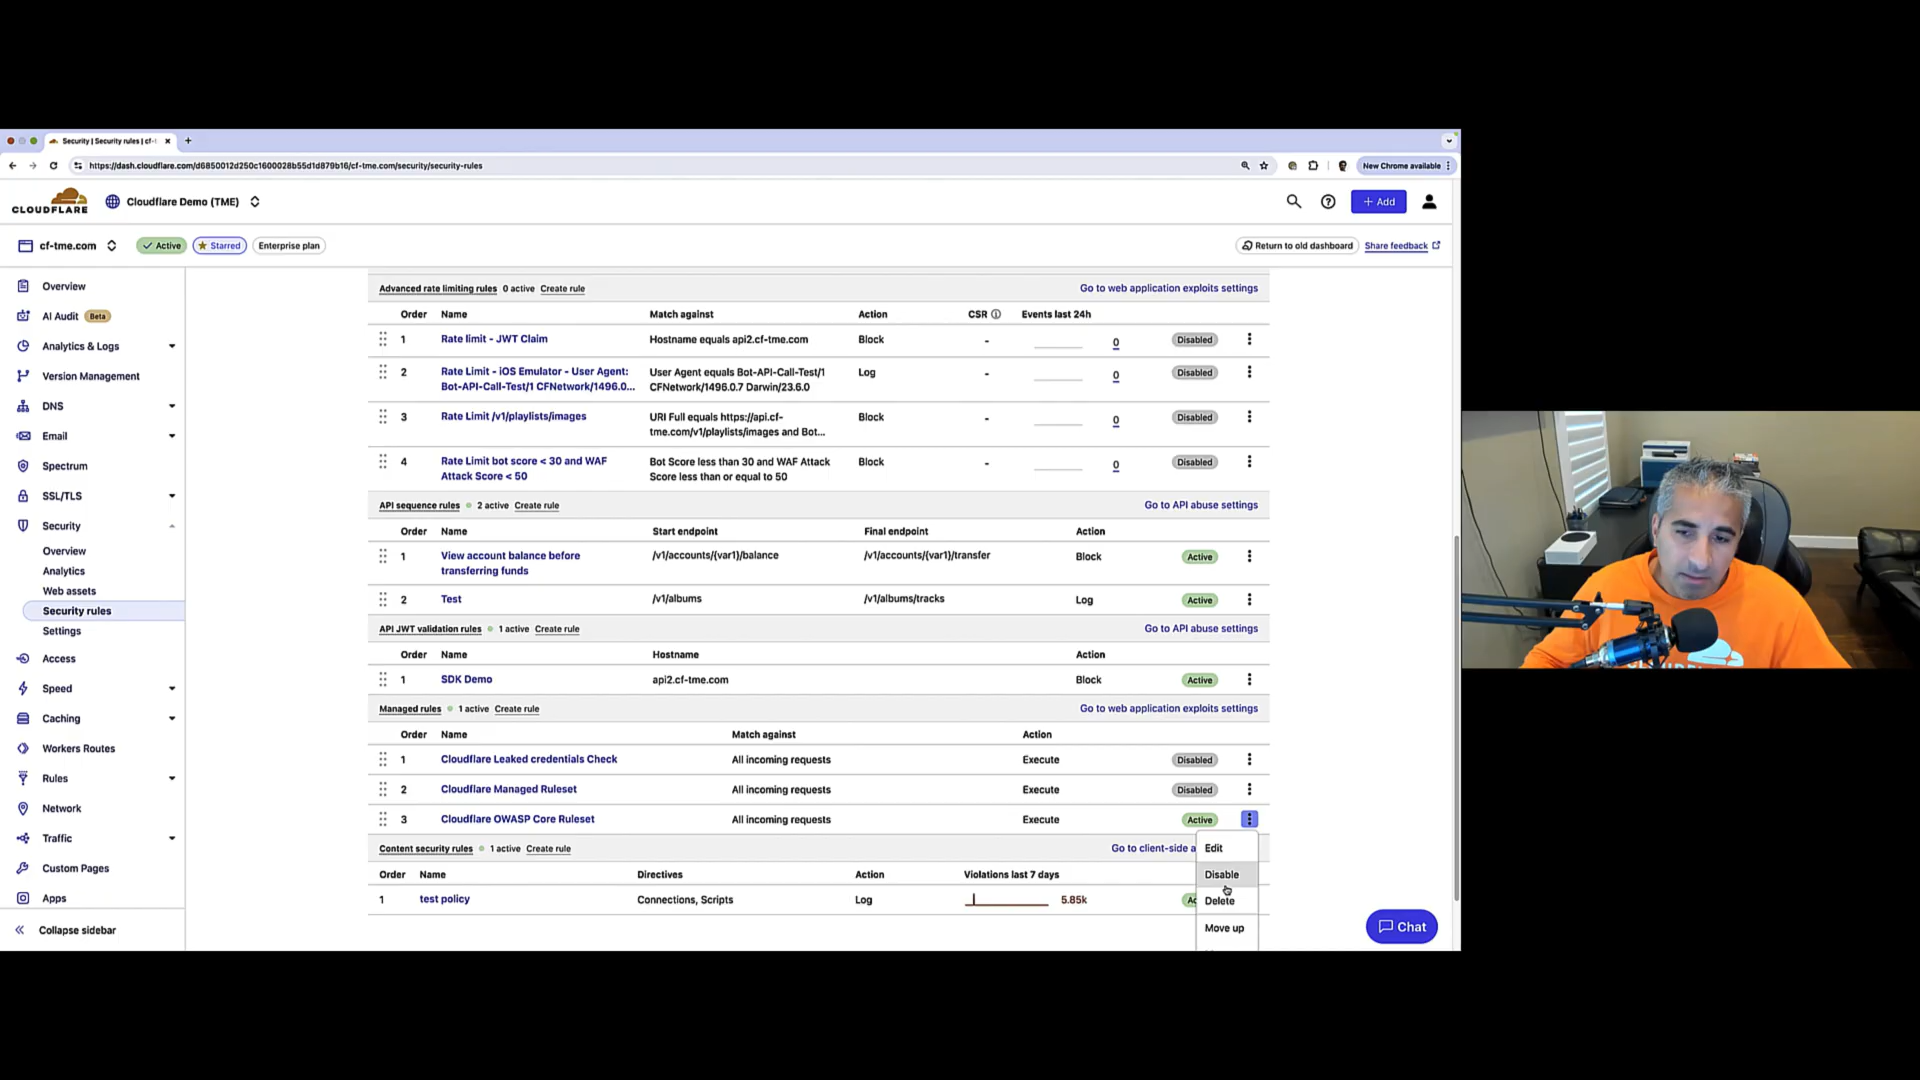 Security | Security rules | cf-t
https://dash.cloudflare.com/d6850012d250c1600028b55d1d879b16/cf-tme.com/security/security-rules
New Chrome available
CLOUDFLARE
Cloudflare Demo (TME)
+ Add
cf-tme.com
Active
Starred
Enterprise plan
Return to old dashboard
Share feedback
Overview
AI Audit Beta
Analytics & Logs
Version Management
DNS
Email
Spectrum
SSL/TLS
Security
Overview
Analytics
Web assets
Security rules
Settings
Access
Speed
Caching
Workers Routes
Rules
Network
Traffic
Custom Pages
Apps
Collapse sidebar
Advanced rate limiting rules 0 active Create rule Go to web application exploits settings
Order Name Match against Action CSR Events last 24h
1 Rate limit - JWT Claim Hostname equals api2.cf-tme.com Block - 0 Disabled
2 Rate Limit - iOS Emulator - User Agent: User Agent equals Bot-API-Call-Test/1 Log - 0 Disabled
Bot-API-Call-Test/1 CFNetwork/1496.0... CFNetwork/1496.0.7 Darwin/23.6.0
3 Rate Limit /v1/playlists/images URI Full equals https://api.cf- Block - 0 Disabled
tme.com/v1/playlists/images and Bot...
4 Rate Limit bot score < 30 and WAF Bot Score less than 30 and WAF Attack Block - 0 Disabled
Attack Score < 50 Score less than or equal to 50
API sequence rules 2 active Create rule Go to API abuse settings
Order Name Start endpoint Final endpoint Action
1 View account balance before /v1/accounts/{var1}/balance /v1/accounts/{var1}/transfer Block Active
transferring funds
2 Test /v1/albums /v1/albums/tracks Log Active
API JWT validation rules 1 active Create rule Go to API abuse settings
Order Name Hostname Action
1 SDK Demo api2.cf-tme.com Block Active
Managed rules 1 active Create rule Go to web application exploits settings
Order Name Match against Action
1 Cloudflare Leaked credentials Check All incoming requests Execute Disabled
2 Cloudflare Managed Ruleset All incoming requests Execute Disabled
3 Cloudflare OWASP Core Ruleset All incoming requests Execute Active
Content security rules 1 active Create rule Go to client-side a
Order Name Directives Action Violations last 7 days
1 test policy Connections, Scripts Log 5.85k Ac
Edit
Disable
Delete
Move up
Chat